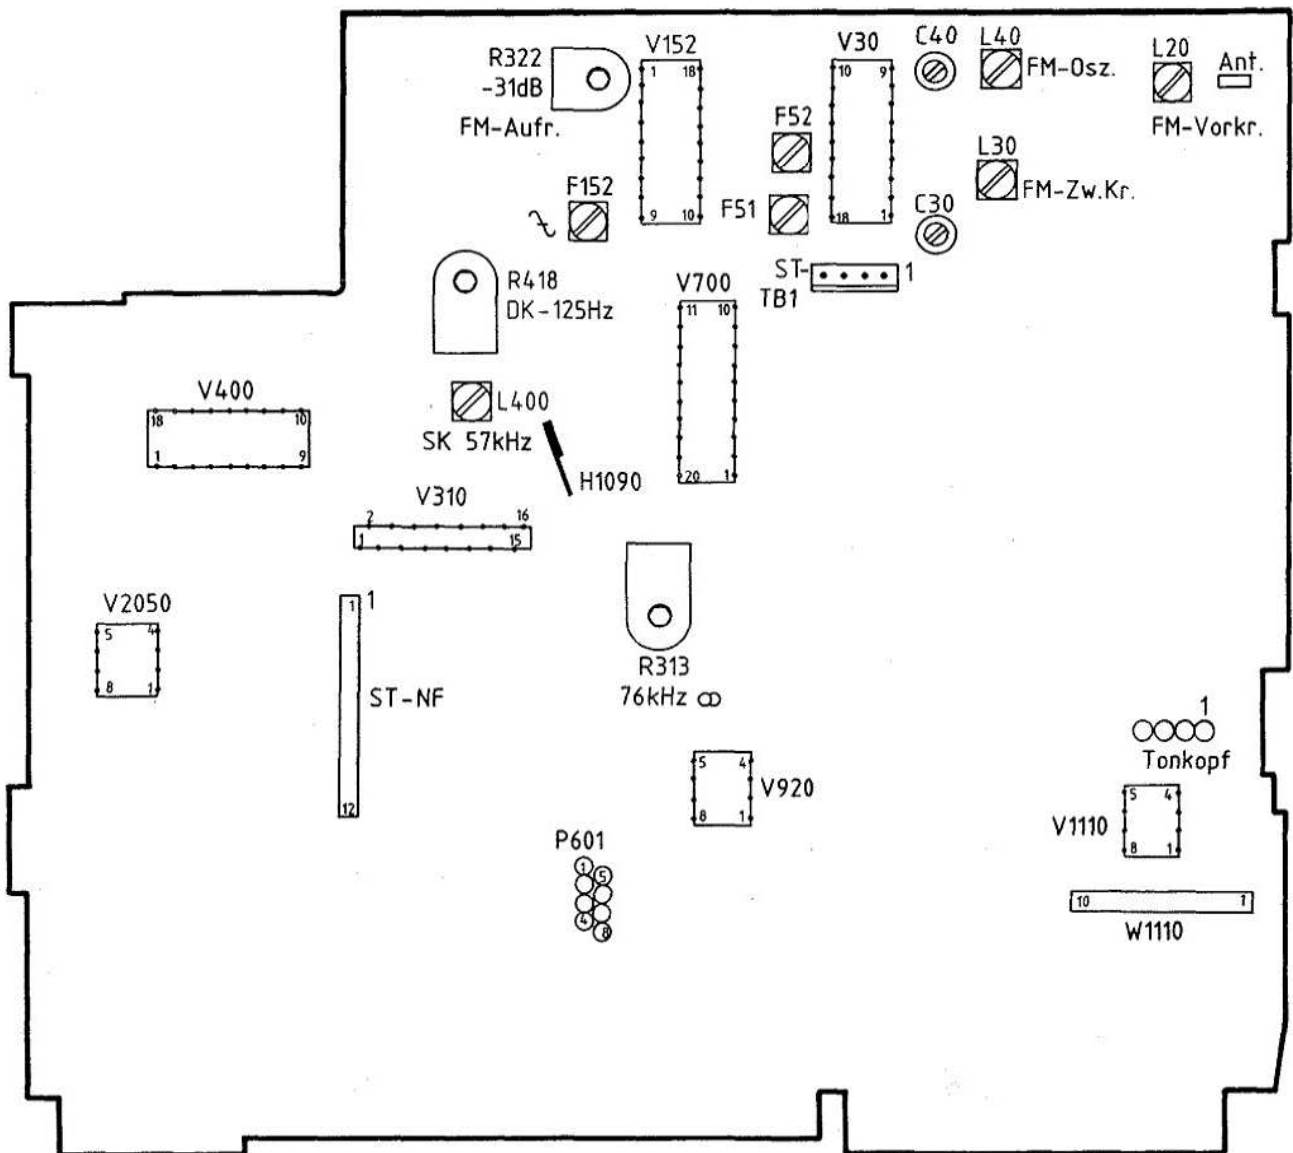 R322
-31dB
FM-Aufr.
V152
1 18
9 10
V30
10 9
18 1
C40
L40
FM-Osz.
L20
Ant.
FM-Vorkr.
F52
L30
FM-Zw.Kr.
F152
F51
C30
R418
DK-125Hz
V700
11 10
20 1
ST-
TB1
1
V400
18 10
1 9
L400
SK 57kHz
H1090
V310
2 16
1 15
V2050
5 4
8 1
1
1
ST-NF
12
R313
76kHz
1
Tonkopf
V920
5 4
8 1
V1110
5 4
8 1
P601
1
5
4
8
10 1
W1110